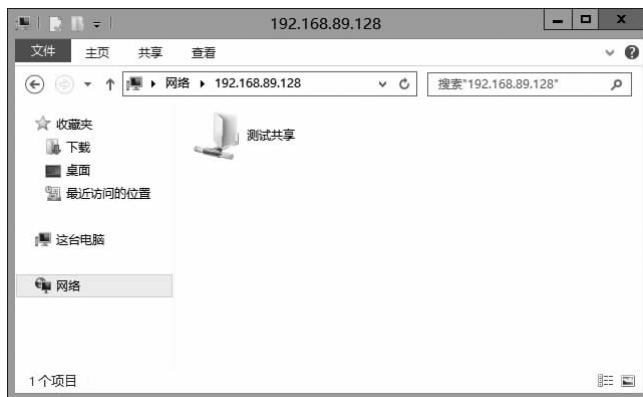 192.168.89.128
文件 主页 共享 查看
网络 192.168.89.128 搜索"192.168.89.128"
收藏夹
测试共享
下载
桌面
最近访问的位置
这台电脑
网络
1个项目